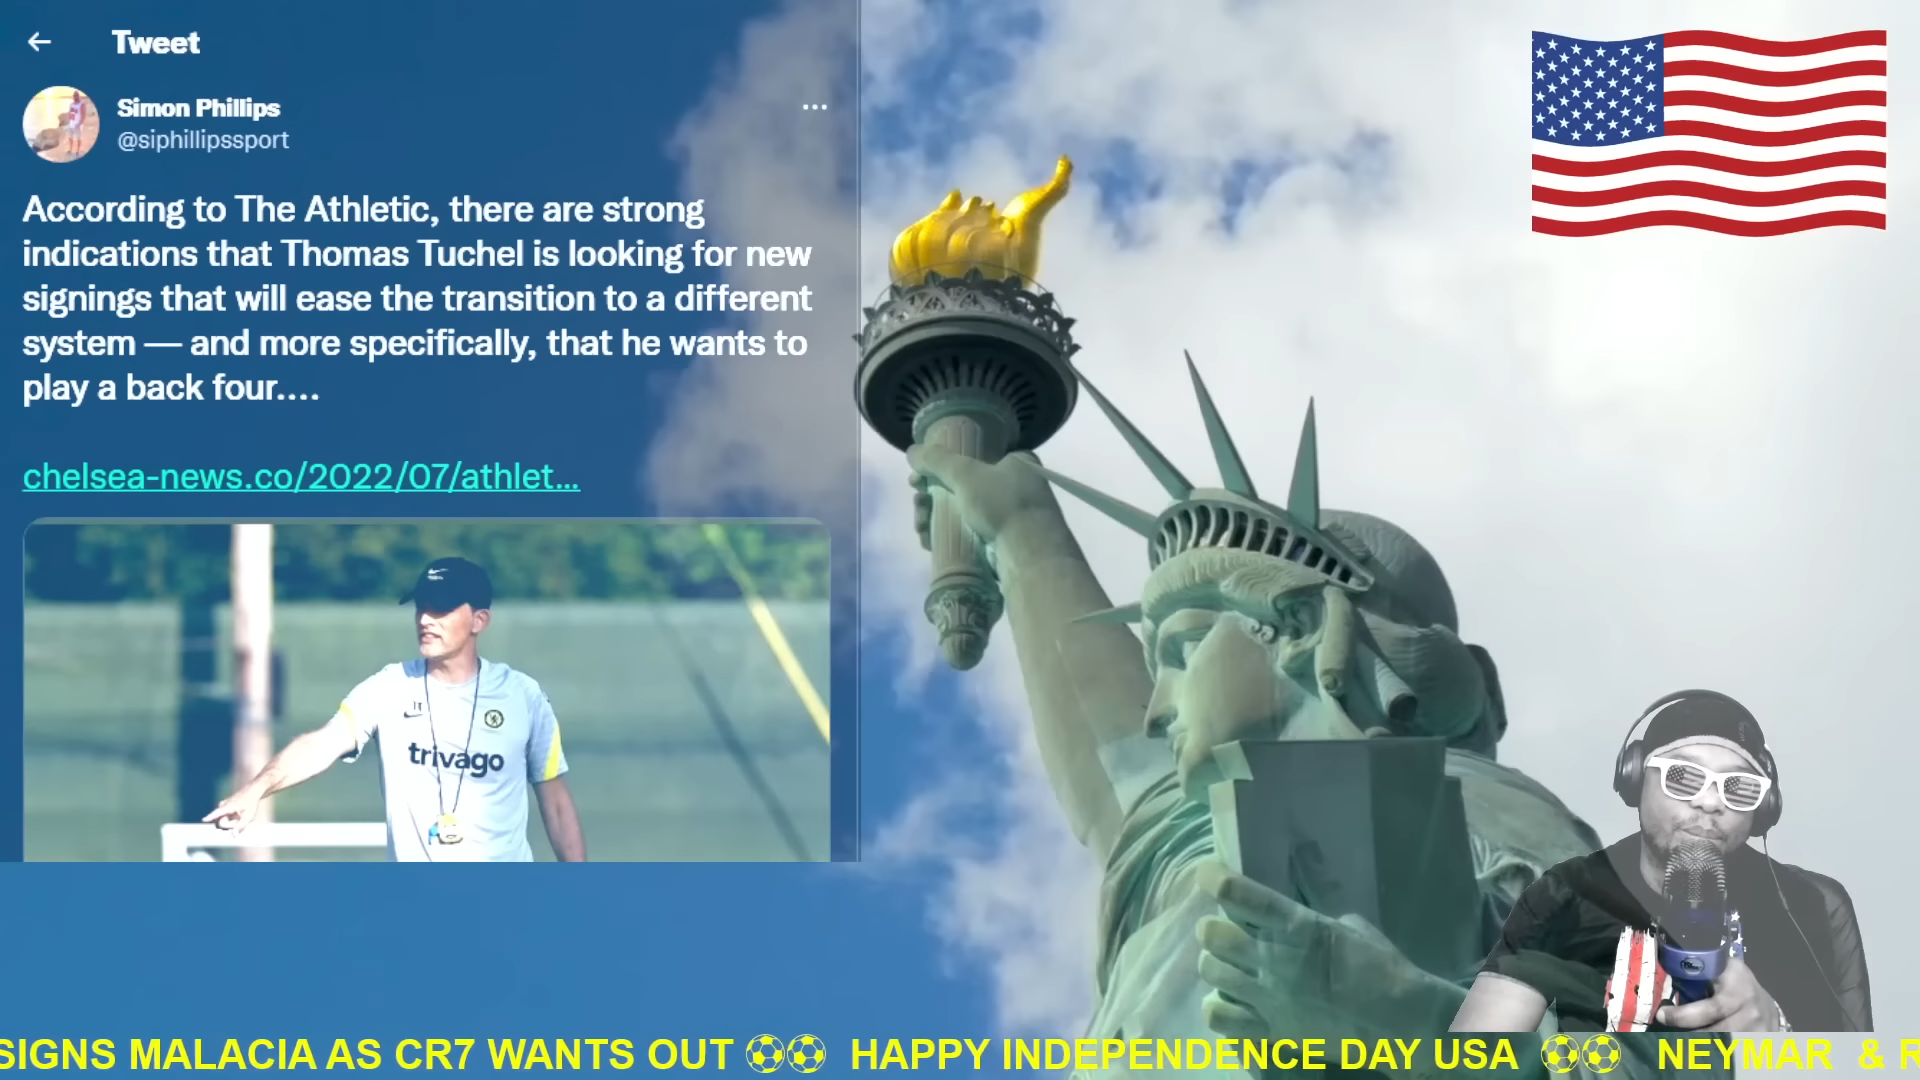 Tweet
Simon Phillips
@siphillipssport
According to The Athletic, there are strong
indications that Thomas Tuchel is looking for new
signings that will ease the transition to a different
system — and more specifically, that he wants to
play a back four....
chelsea-news.co/2022/07/athlet...
trivago
SIGNS MALACIA AS CR7 WANTS OUT ⚽⚽ HAPPY INDEPENDENCE DAY USA ⚽⚽ NEYMAR & R